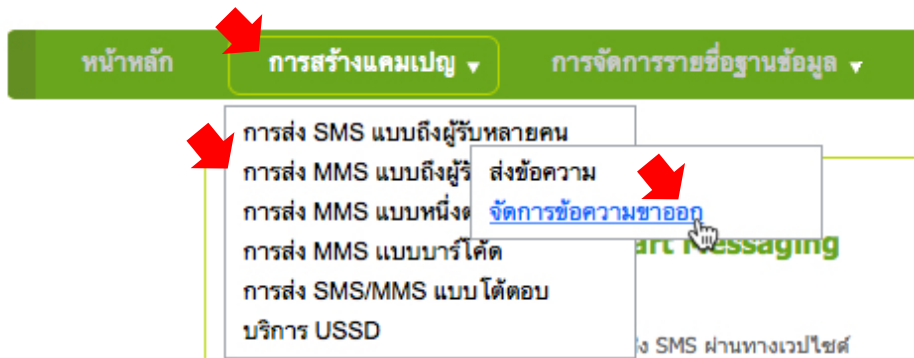 หน้าหลัก
การสร้างแคมเปญ
การจัดการรายชื่อฐานข้อมูล
การส่ง SMS แบบถึงผู้รับหลายคน
การส่ง MMS แบบถึงผู้รั
ส่งข้อความ
การส่ง MMS แบบหนึ่งต
จัดการข้อความขาออก
การส่ง MMS แบบบาร์โค้ด
art Messaging
การส่ง SMS/MMS แบบโต้ตอบ
บริการ USSD
SMS ผ่านทางเวปไซต์